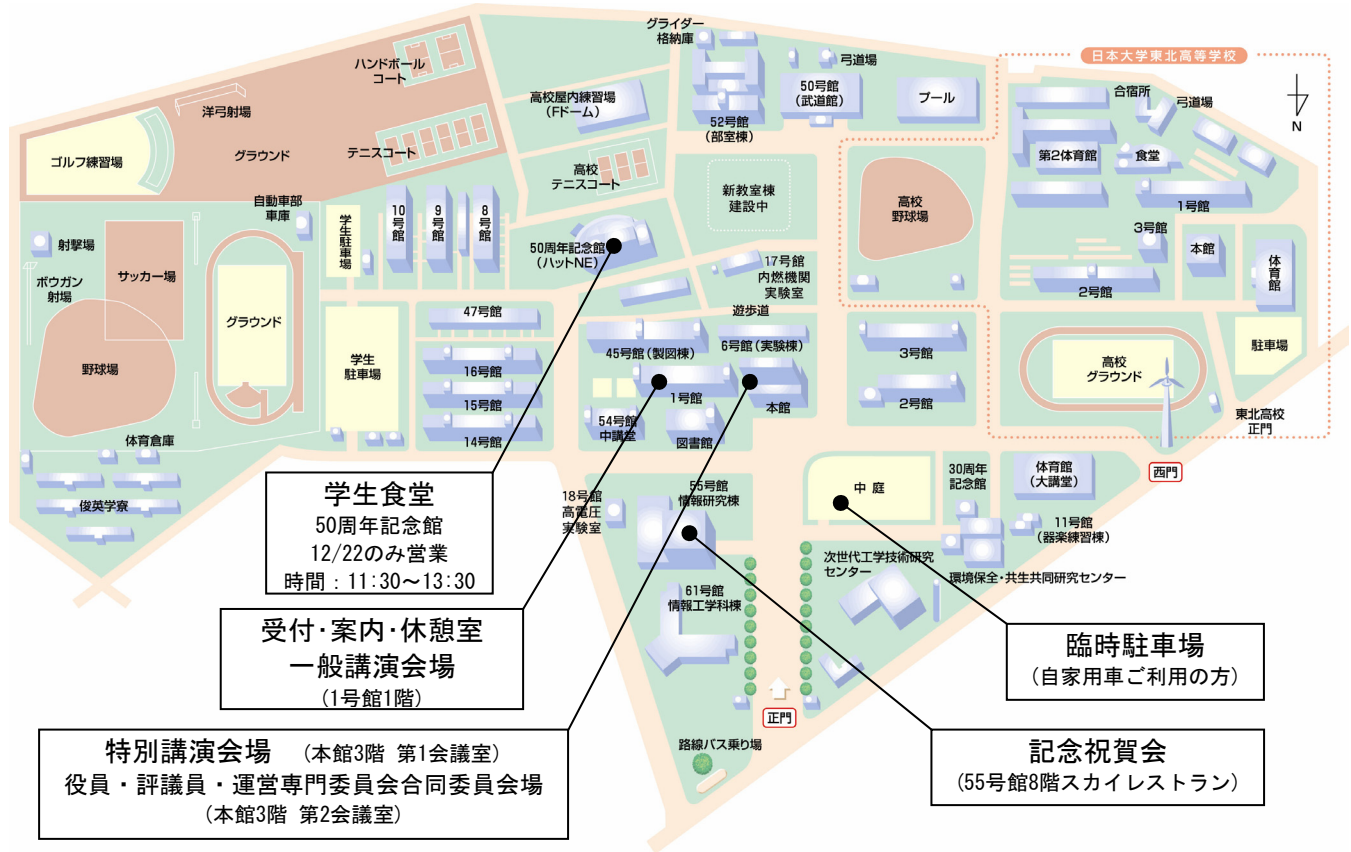 グライダー
格納庫
ハンドボール
コート
洋弓射場
ゴルフ練習場
グラウンド
テニスコート
高校屋内練習場
(Fドーム)
52号館
(部室棟)
弓道場
50号館
(武道館)
プール
日本大学東北高等学校
合宿所
弓道場
第2体育館
食堂
1号館
3号館
本館
体育館
2号館
駐車場
N
高校
テニスコート
新教室棟
建設中
高校
野球場
自動車部
車庫
学生駐車場
10号館
9号館
8号館
50周年記念館
(ハットNE)
17号館
内燃機関
実験室
遊歩道
射撃場
ボウガン
射場
サッカー場
野球場
グラウンド
学生
駐車場
47号館
16号館
15号館
14号館
45号館(製図棟)
6号館(実験棟)
1号館
本館
54号館
中講堂
図書館
3号館
2号館
高校
グラウンド
東北高校
正門
西門
体育倉庫
俊英学寮
18号館
高電圧
実験室
55号館
情報研究棟
中庭
30周年
記念館
体育館
(大講堂)
11号館
(器楽練習棟)
次世代工学技術研究
センター
環境保全・共生共同研究センター
61号館
情報工学科棟
正門
路線バス乗り場
学生食堂
50周年記念館
12/22のみ営業
時間：11:30～13:30
受付・案内・休憩室
一般講演会場
(1号館1階)
特別講演会場 (本館3階 第1会議室)
役員・評議員・運営専門委員会合同委員会場
(本館3階 第2会議室)
臨時駐車場
(自家用車ご利用の方)
記念祝賀会
(55号館8階スカイレストラン)